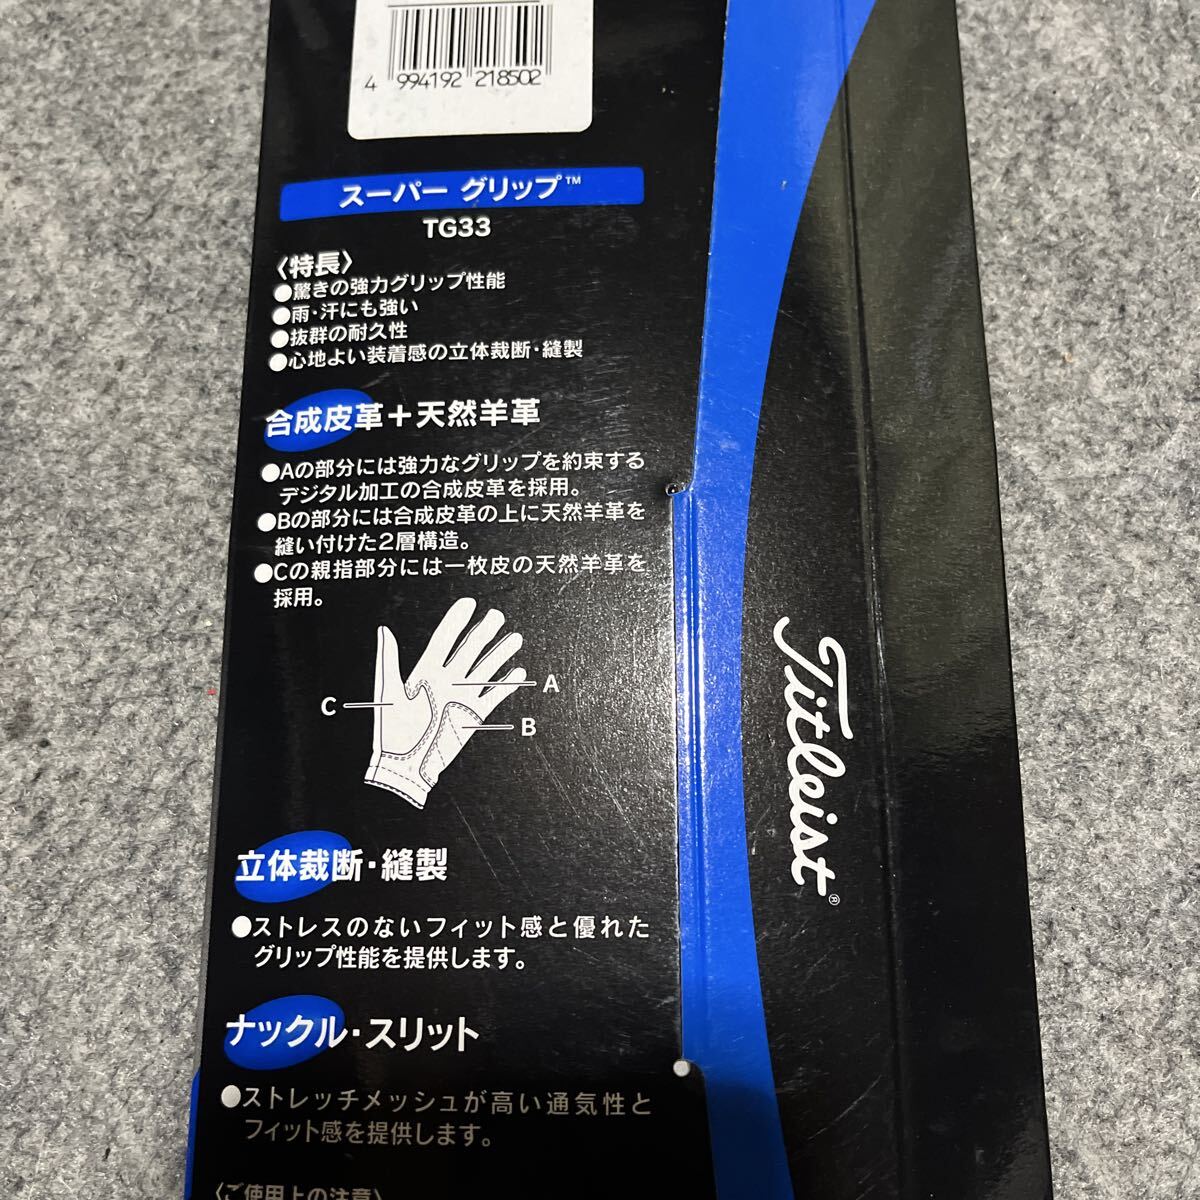 4 994192 218502
スーパー グリップ™
TG33
〈特長〉
●驚きの強力グリップ性能
●雨・汗にも強い
●抜群の耐久性
●心地よい装着感の立体裁断・縫製
合成皮革＋天然羊革
●Aの部分には強力なグリップを約束する
デジタル加工の合成皮革を採用。
●Bの部分には合成皮革の上に天然羊革を
縫い付けた2層構造。
●Cの親指部分には一枚皮の天然羊革を
採用。
A
C
B
立体裁断・縫製
●ストレスのないフィット感と優れた
グリップ性能を提供します。
ナックル・スリット
●ストレッチメッシュが高い通気性と
フィット感を提供します。
〈ご使用上の注意〉
Titleist®